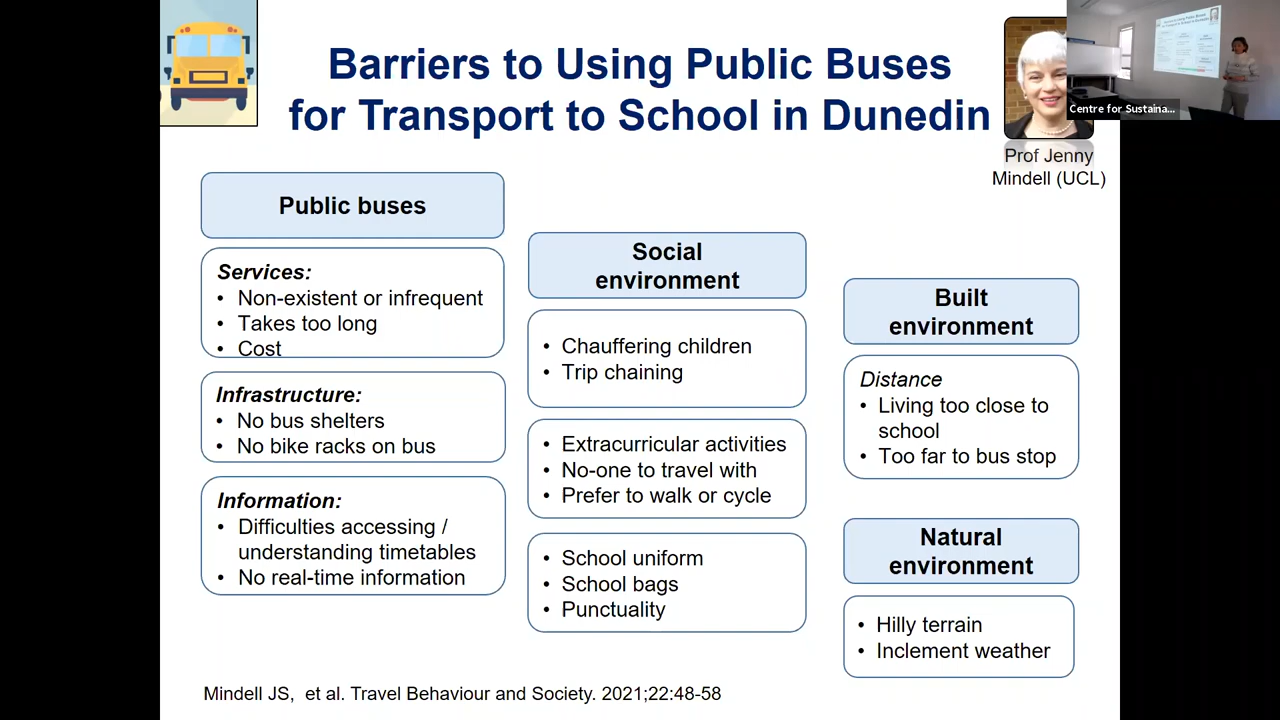 Barriers to Using Public Buses
for Transport to School in Dunedin
Centre for Sustaina...
Prof Jenny
Mindell (UCL)
Public buses
Services:
• Non-existent or infrequent
• Takes too long
• Cost
Infrastructure:
• No bus shelters
• No bike racks on bus
Information:
• Difficulties accessing /
understanding timetables
• No real-time information
Social
environment
• Chauffering children
• Trip chaining
• Extracurricular activities
• No-one to travel with
• Prefer to walk or cycle
• School uniform
• School bags
• Punctuality
Built
environment
Distance
• Living too close to
school
• Too far to bus stop
Natural
environment
• Hilly terrain
• Inclement weather
Mindell JS, et al. Travel Behaviour and Society. 2021;22:48-58